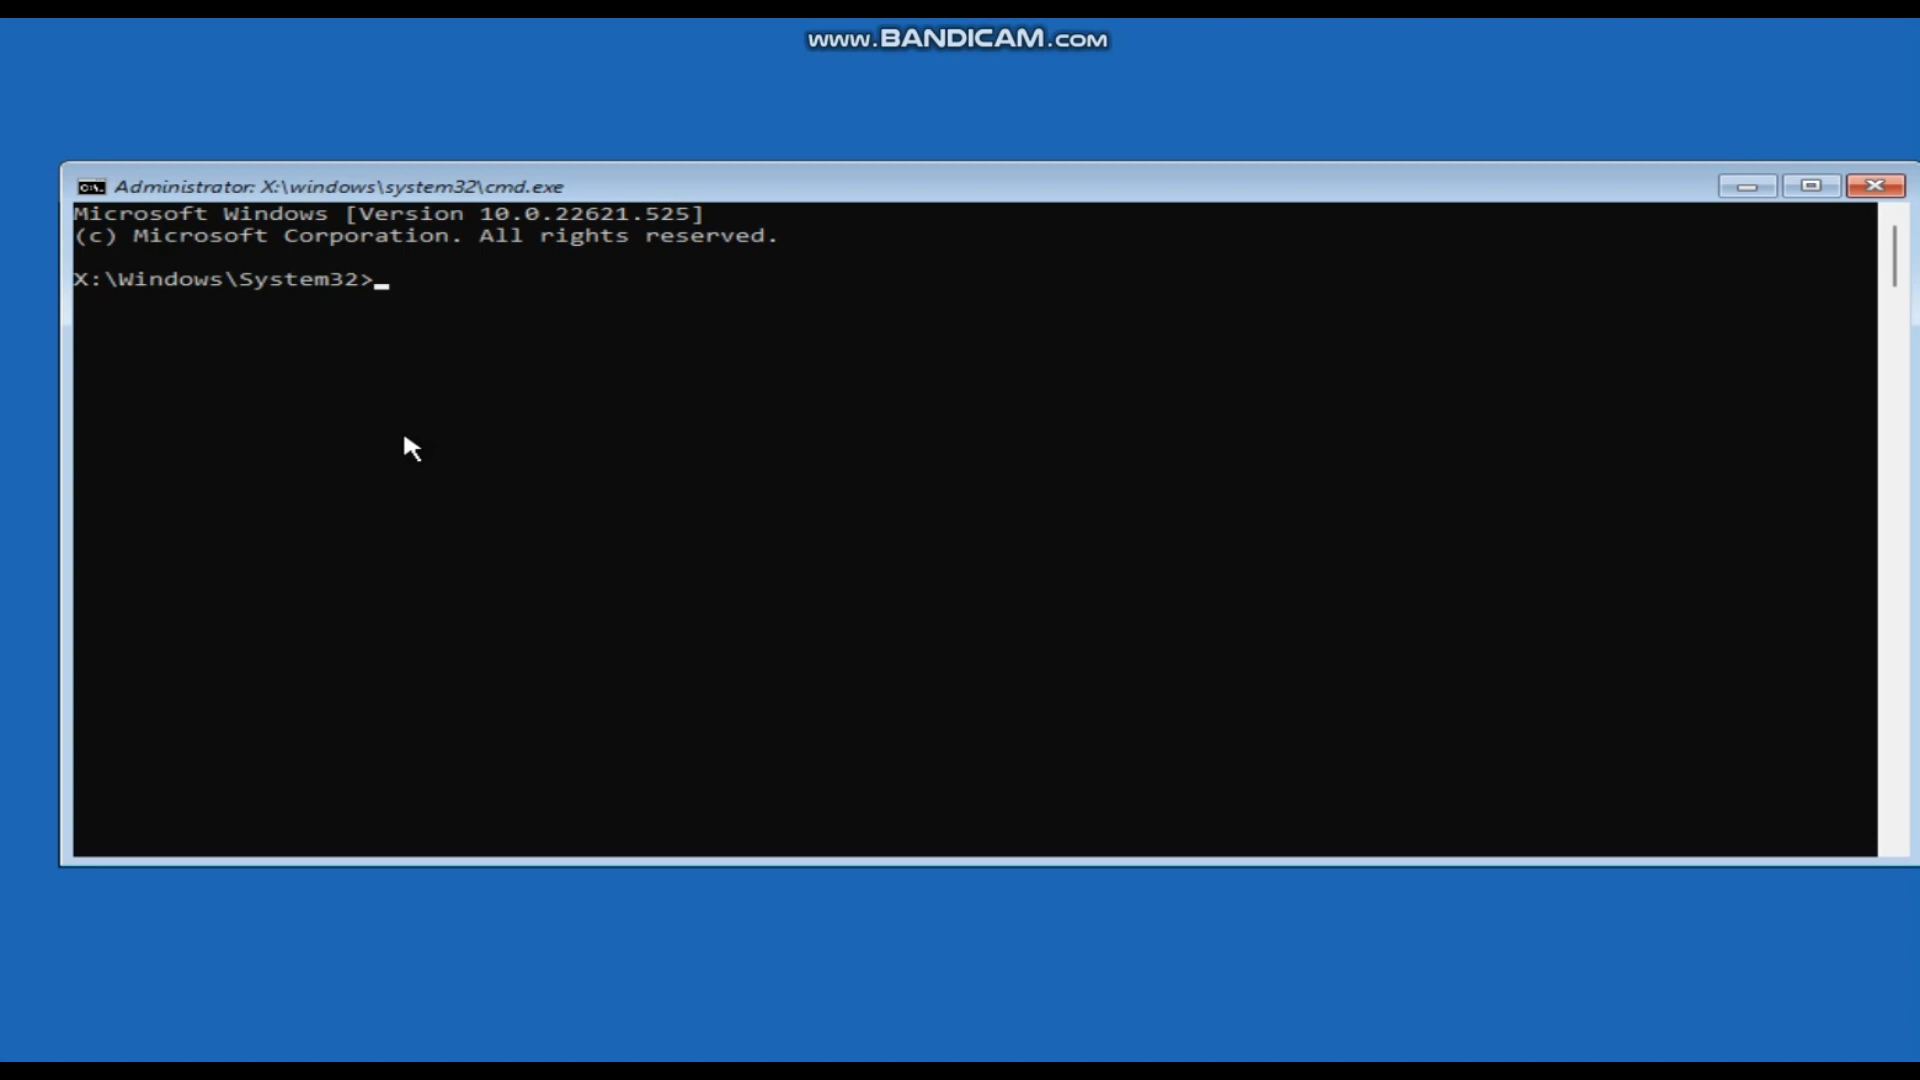 www.BANDICAM.com
Administrator: X:\windows\system32\cmd.exe
Microsoft Windows [Version 10.0.22621.525]
(c) Microsoft Corporation. All rights reserved.
X:\Windows\System32>